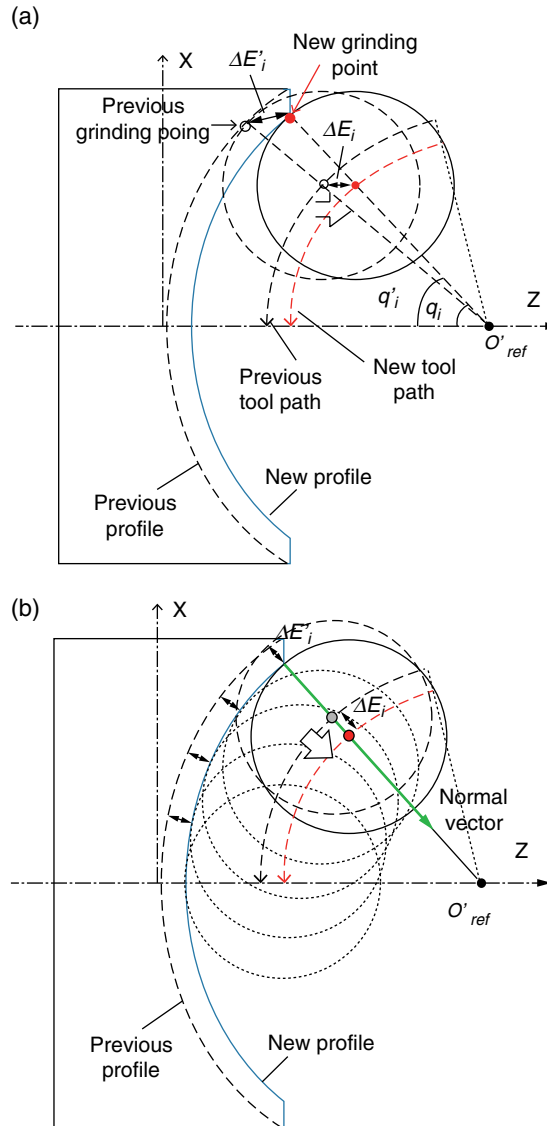 (a)
X
ΔE'i
New grinding
point
Previous
grinding poing
ΔEi
q'i
qi
Z
O'ref
Previous
tool path
New tool
path
Previous
profile
New profile
(b)
X
ΔE'i
ΔEi
Normal
vector
Z
O'ref
Previous
profile
New profile